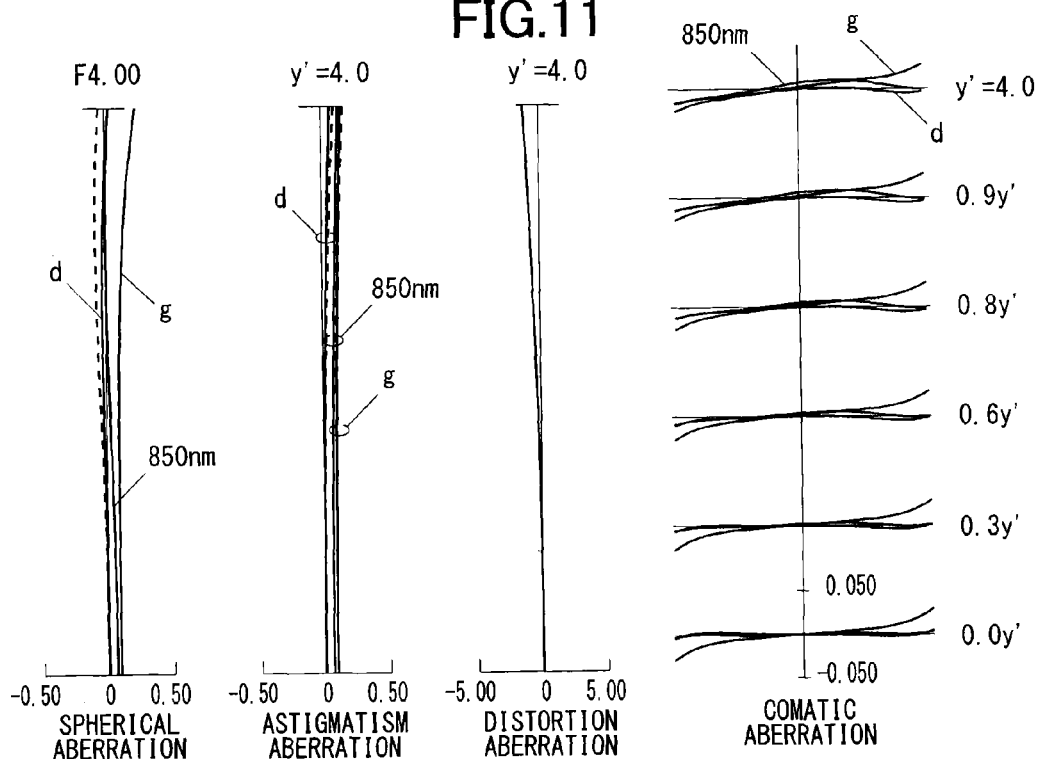 FIG.11
F4.00
d
g
850nm
-0.50 0 0.50
SPHERICAL
ABERRATION
y'=4.0
d
850nm
g
-0.50 0 0.50
ASTIGMATISM
ABERRATION
y'=4.0
-5.00 0 5.00
DISTORTION
ABERRATION
850nm
g
y'=4.0
d
0.9y'
0.8y'
0.6y'
0.3y'
0.050
0.0y'
-0.050
COMATIC
ABERRATION